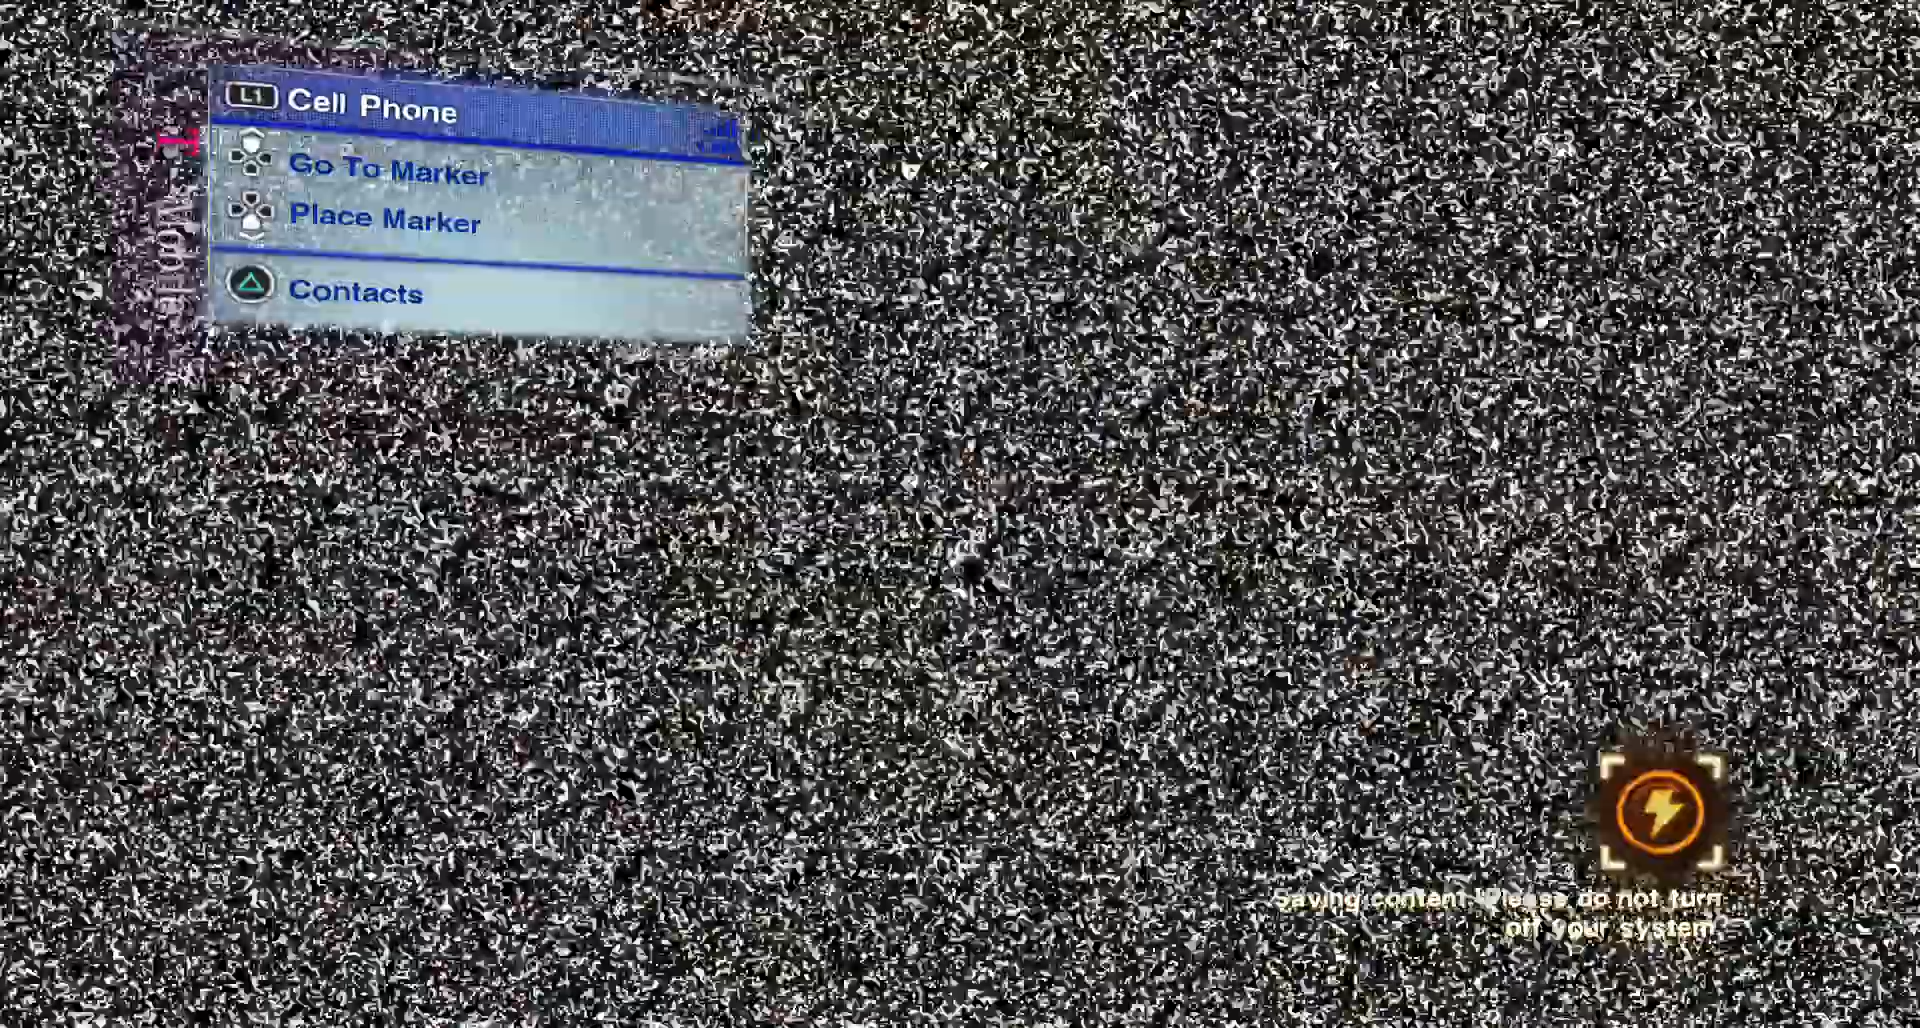 L1 Cell Phone
Go To Marker
Place Marker
Contacts
Saving content. Please do not turn
off your system.